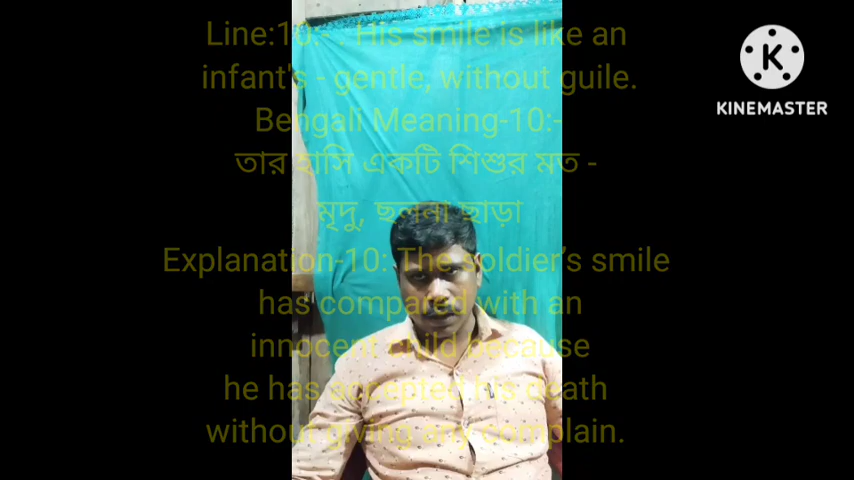 Line:10:- . His smile is like an
infant's - gentle, without guile.
Bengali Meaning-10:-
তার হাসি একটি শিশুর মত -
মৃদু, ছলনা ছাড়া
Explanation-10: The soldier's smile
has compared with an
innocent child because
he has accepted his death
without giving any complain.
KINEMASTER